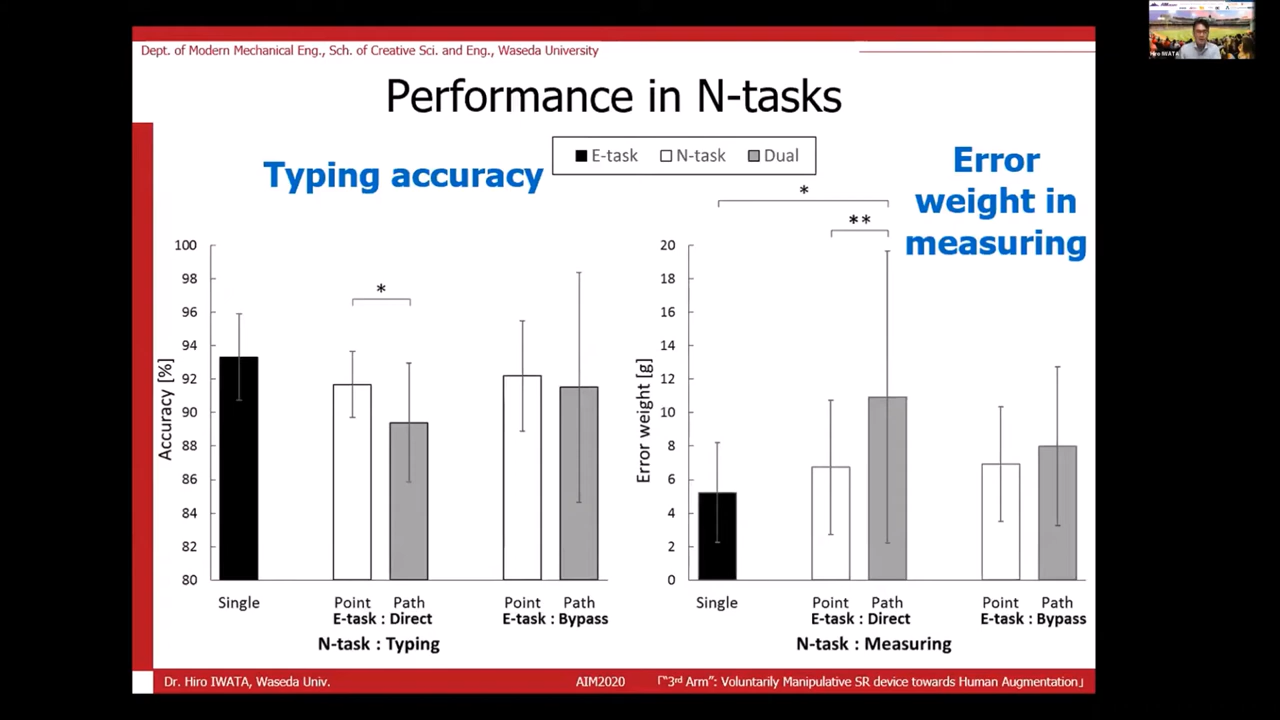 Dept. of Modern Mechanical Eng., Sch. of Creative Sci. and Eng., Waseda University
Performance in N-tasks
E-task N-task Dual
Typing accuracy
Error
weight in
measuring
*
**
*
100
98
96
94
92
90
88
86
84
82
80
Accuracy [%]
Single
Point Path
E-task : Direct
Point Path
E-task : Bypass
N-task : Typing
20
18
16
14
12
10
8
6
4
2
0
Error weight [g]
Single
Point Path
E-task : Direct
Point Path
E-task : Bypass
N-task : Measuring
Dr. Hiro IWATA, Waseda Univ.
AIM2020
「“3rd Arm”: Voluntarily Manipulative SR device towards Human Augmentation」
Hiro IWATA